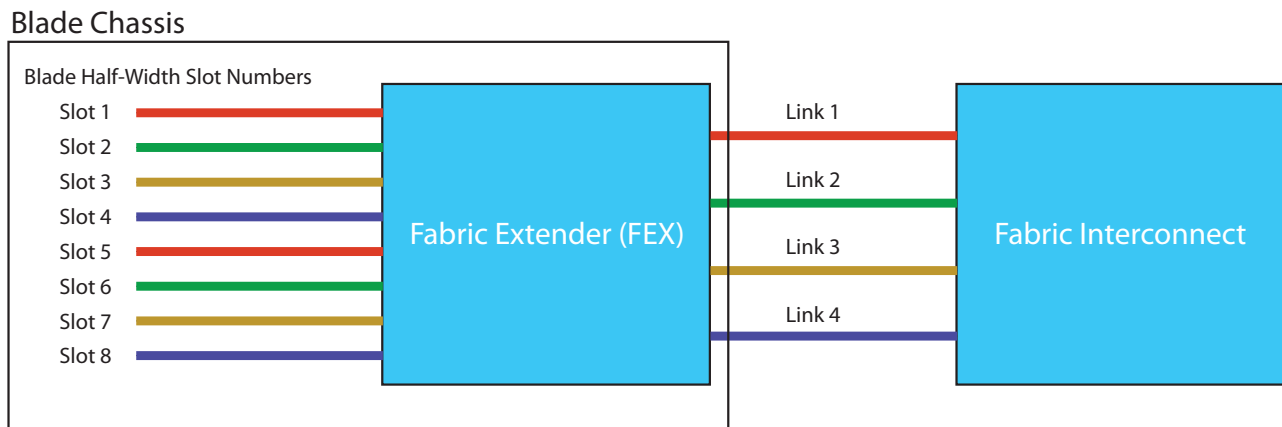 Blade Chassis
Blade Half-Width Slot Numbers
Slot 1
Slot 2
Slot 3
Slot 4
Slot 5
Slot 6
Slot 7
Slot 8
Fabric Extender (FEX)
Link 1
Link 2
Link 3
Link 4
Fabric Interconnect